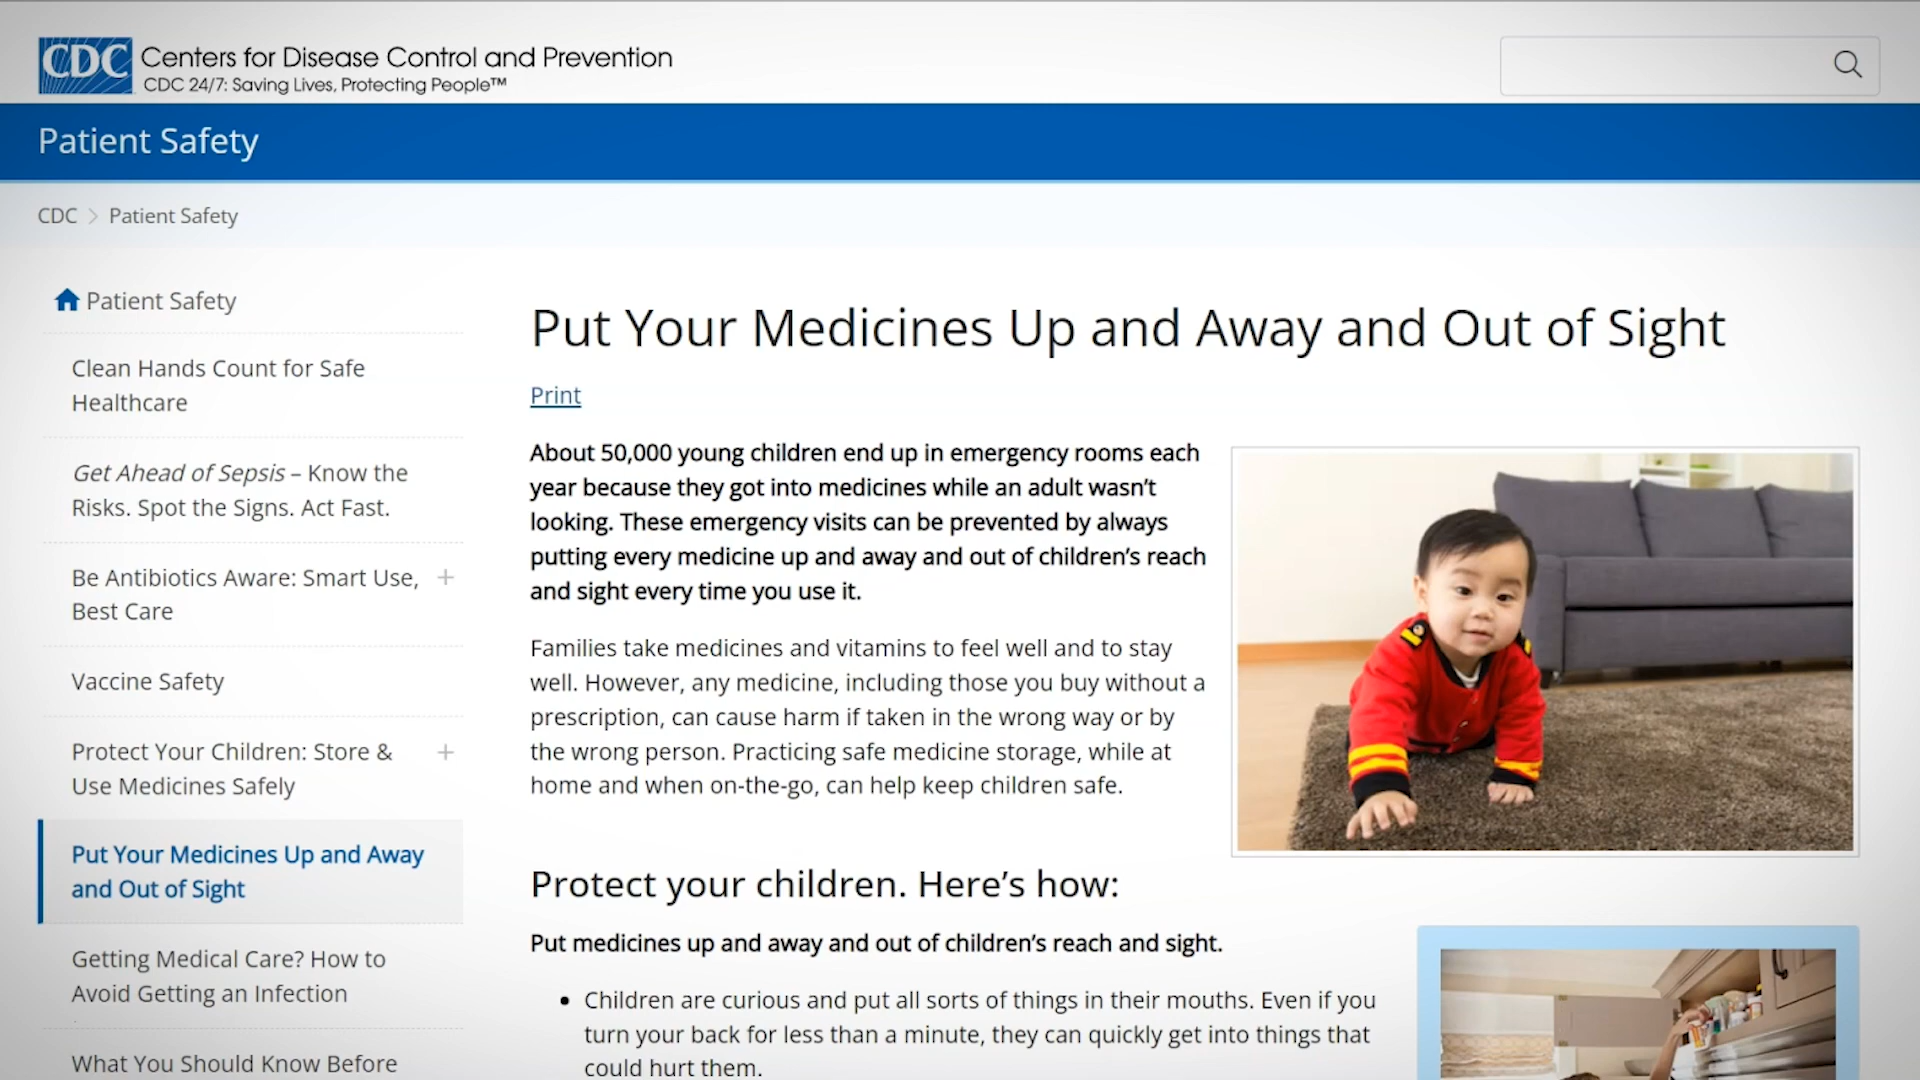 CDC Centers for Disease Control and Prevention
CDC 24/7: Saving Lives, Protecting People™
Patient Safety
CDC > Patient Safety
Patient Safety
Clean Hands Count for Safe
Healthcare
Get Ahead of Sepsis – Know the
Risks. Spot the Signs. Act Fast.
Be Antibiotics Aware: Smart Use,
Best Care
Vaccine Safety
Protect Your Children: Store &
Use Medicines Safely
Put Your Medicines Up and Away
and Out of Sight
Getting Medical Care? How to
Avoid Getting an Infection
What You Should Know Before
Put Your Medicines Up and Away and Out of Sight
Print
About 50,000 young children end up in emergency rooms each
year because they got into medicines while an adult wasn’t
looking. These emergency visits can be prevented by always
putting every medicine up and away and out of children’s reach
and sight every time you use it.
Families take medicines and vitamins to feel well and to stay
well. However, any medicine, including those you buy without a
prescription, can cause harm if taken in the wrong way or by
the wrong person. Practicing safe medicine storage, while at
home and when on-the-go, can help keep children safe.
Protect your children. Here’s how:
Put medicines up and away and out of children’s reach and sight.
• Children are curious and put all sorts of things in their mouths. Even if you
turn your back for less than a minute, they can quickly get into things that
could hurt them.